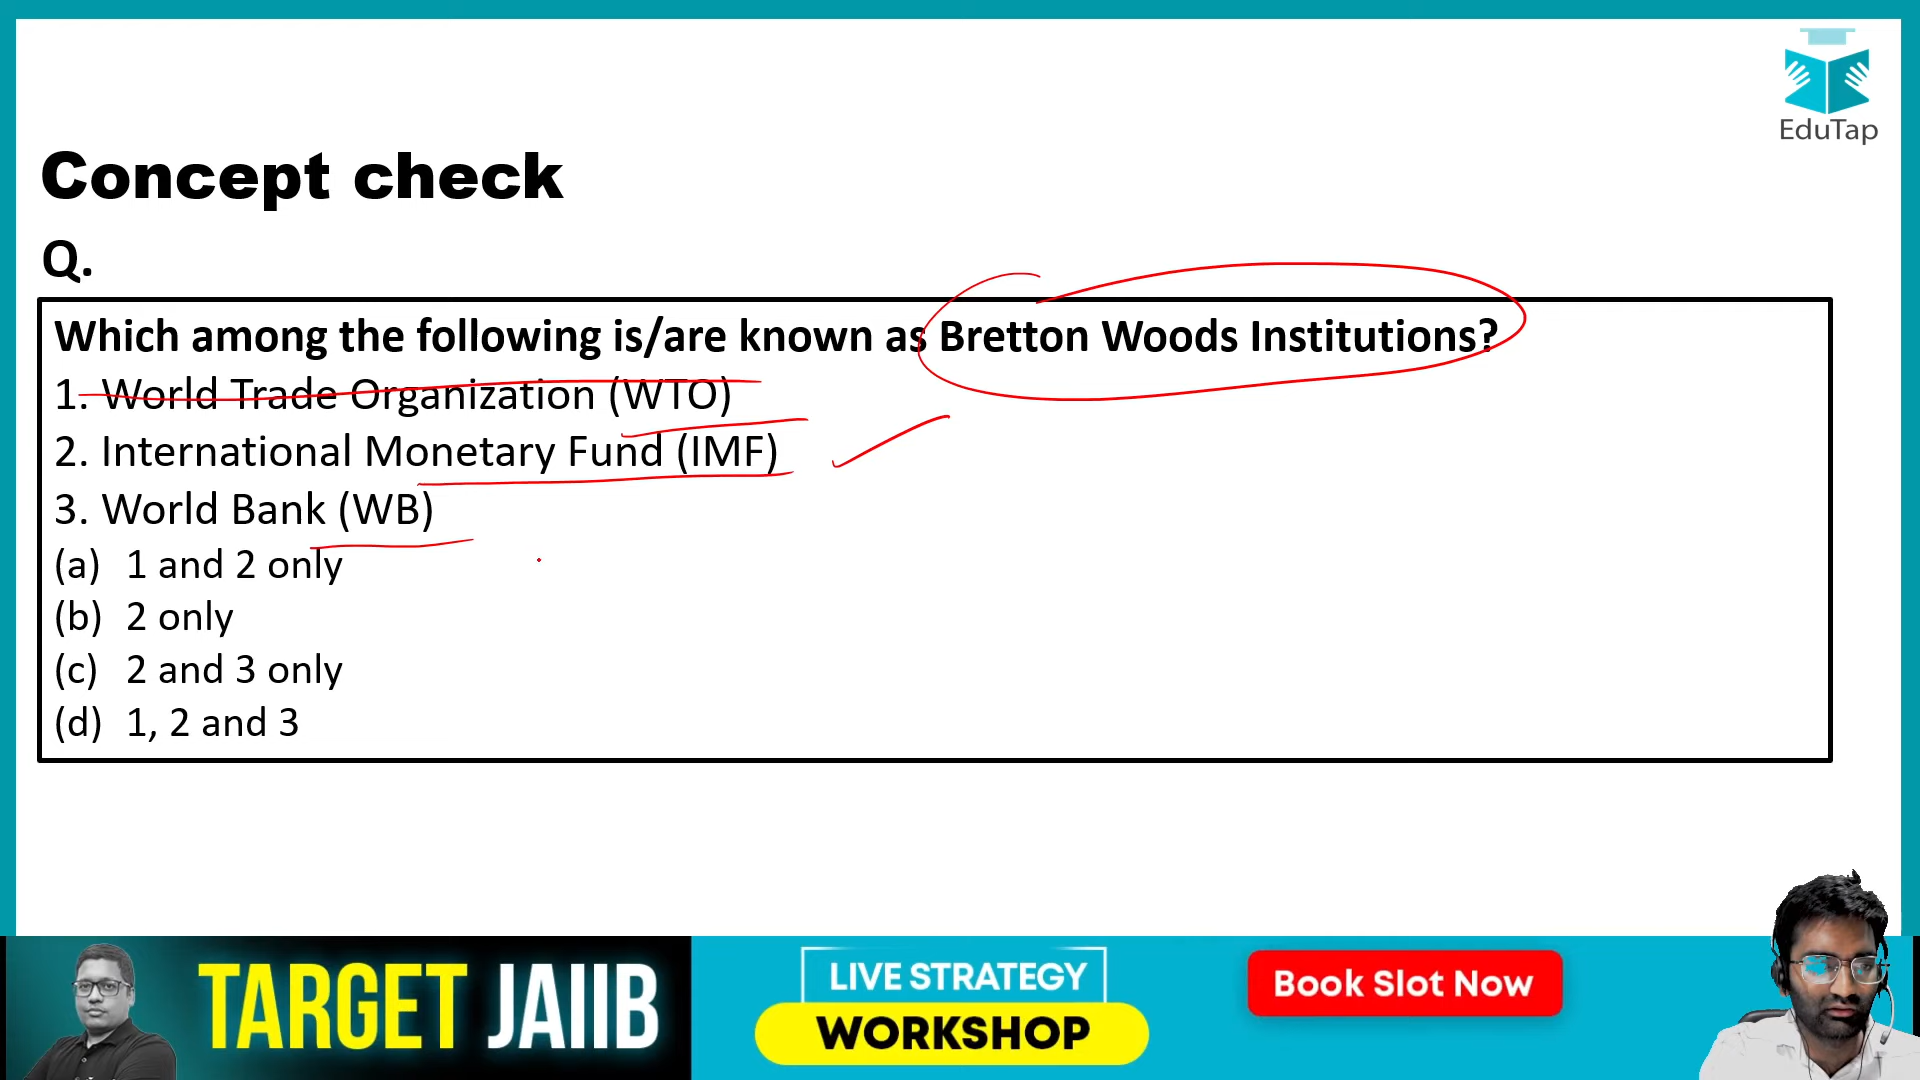 EduTap
Concept check
Q.
Which among the following is/are known as Bretton Woods Institutions?
1. World Trade Organization (WTO)
2. International Monetary Fund (IMF)
3. World Bank (WB)
(a) 1 and 2 only
(b) 2 only
(c) 2 and 3 only
(d) 1, 2 and 3
TARGET JAIIB
LIVE STRATEGY
WORKSHOP
Book Slot Now